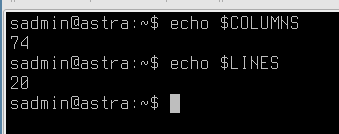 sadmin@astra:~$ echo $COLUMNS
74
sadmin@astra:~$ echo $LINES
20
sadmin@astra:~$